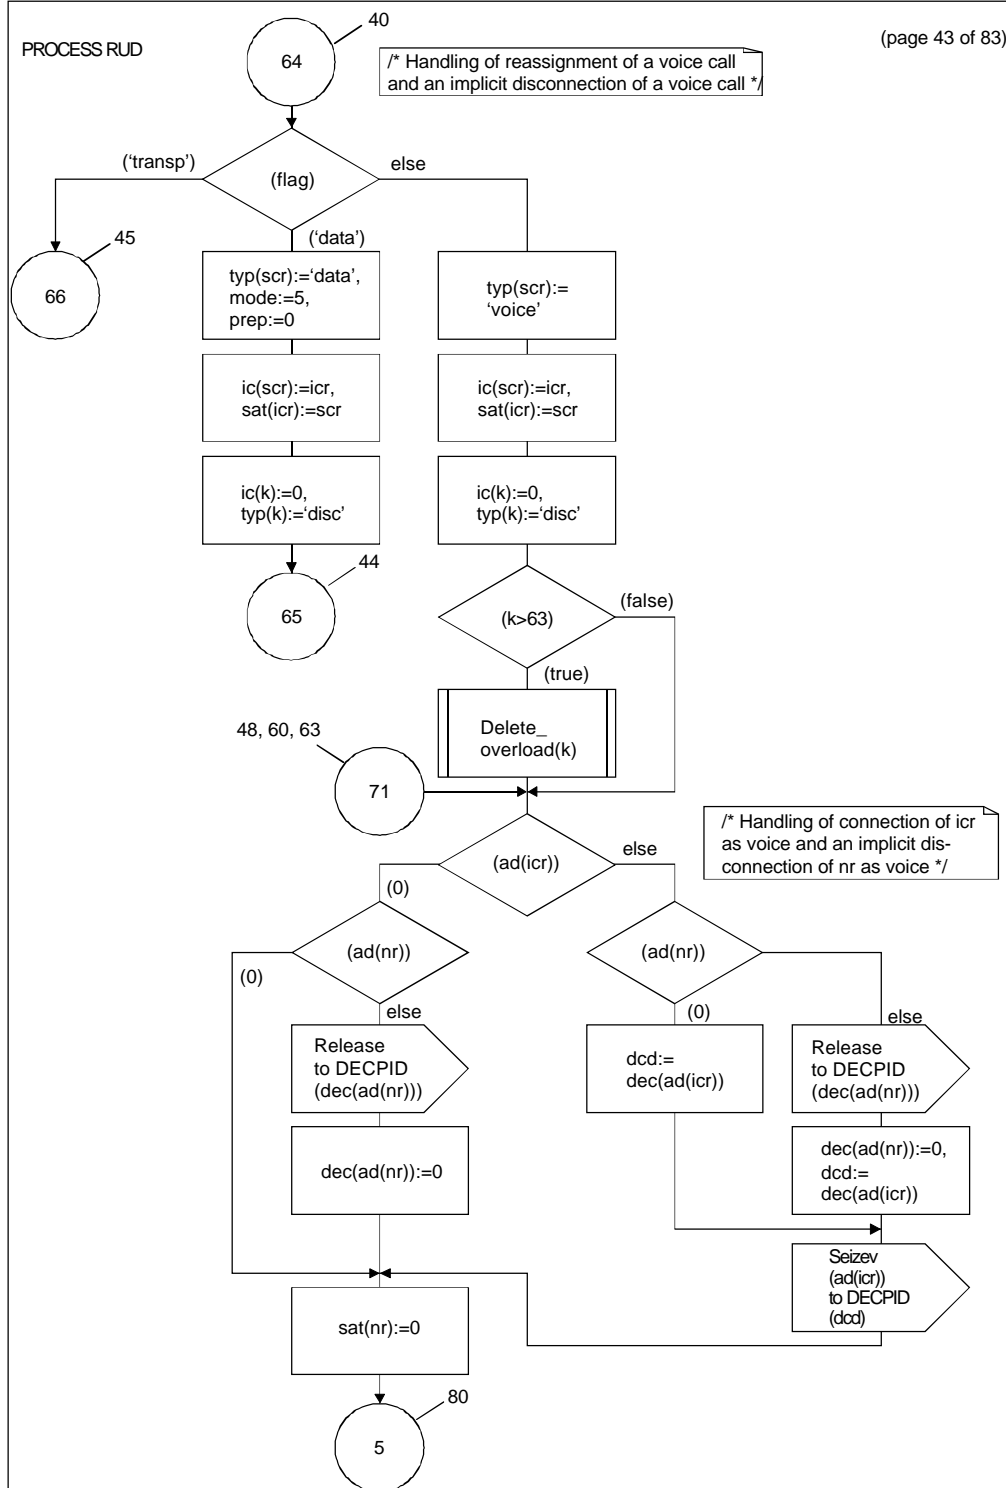 PROCESS RUD
40
(page 43 of 83)
64
/* Handling of reassignment of a voice call
and an implicit disconnection of a voice call */
(‘transp’)
(flag)
else
45
(‘data’)
66
typ(scr):=‘data’,
mode:=5,
prep:=0
typ(scr):=
‘voice’
ic(scr):=icr,
sat(icr):=scr
ic(scr):=icr,
sat(icr):=scr
ic(k):=0,
typ(k):=‘disc’
ic(k):=0,
typ(k):=‘disc’
44
65
(k>63)
(false)
(true)
Delete_
overload(k)
48, 60, 63
71
/* Handling of connection of icr
as voice and an implicit dis-
connection of nr as voice */
(ad(icr))
else
(0)
(ad(nr))
(ad(nr))
(0)
else
(0)
else
Release
to DECPID
(dec(ad(nr)))
dcd:=
dec(ad(icr))
Release
to DECPID
(dec(ad(nr)))
dec(ad(nr)):=0
dec(ad(nr)):=0,
dcd:=
dec(ad(icr))
Seizev
(ad(icr))
to DECPID
(dcd)
sat(nr):=0
80
5